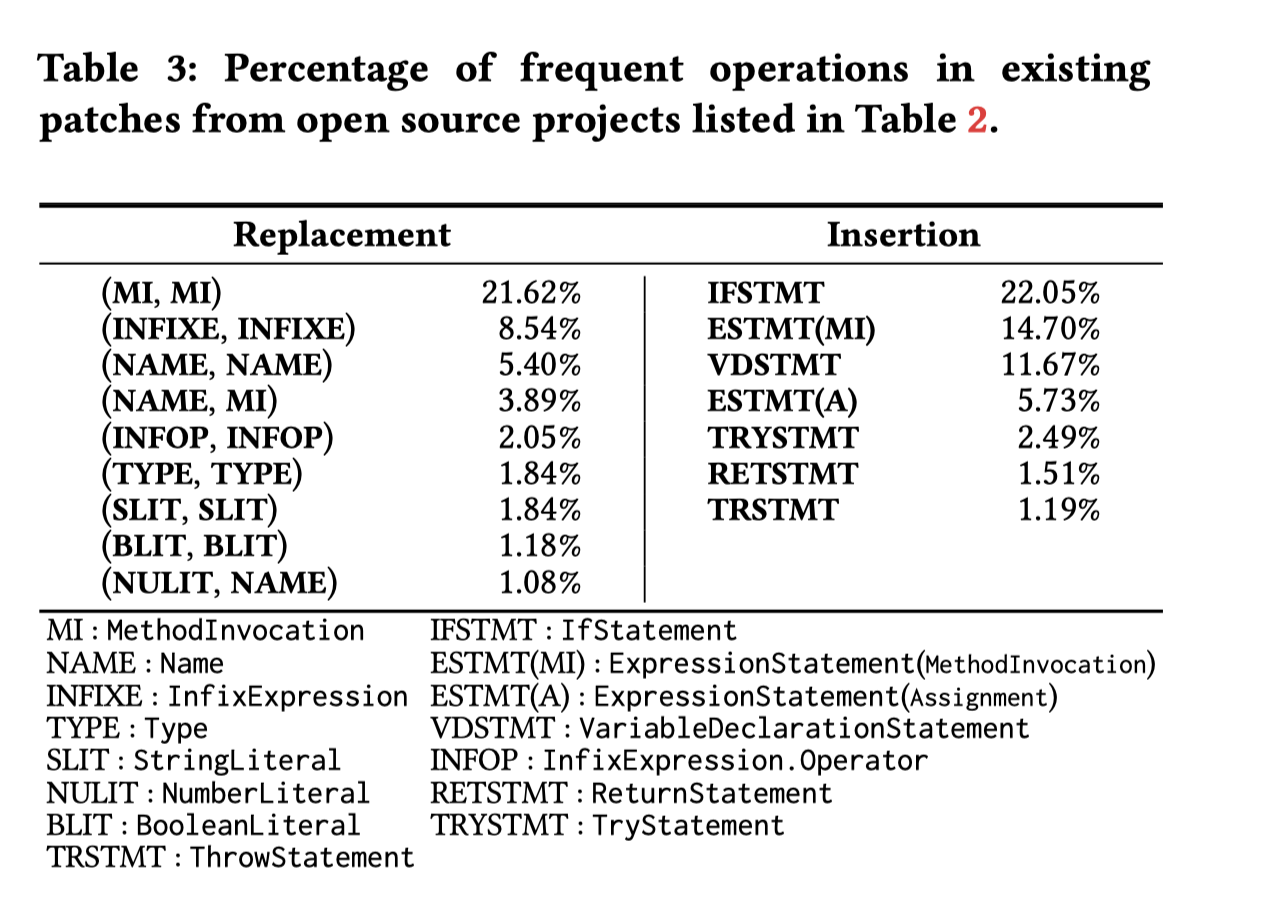 Table 3: Percentage of frequent operations in existing
patches from open source projects listed in Table 2.
Replacement Insertion
(MI, MI) 21.62% IFSTMT 22.05%
(INFIXE, INFIXE) 8.54% ESTMT(MI) 14.70%
(NAME, NAME) 5.40% VDSTMT 11.67%
(NAME, MI) 3.89% ESTMT(A) 5.73%
(INFOP, INFOP) 2.05% TRYSTMT 2.49%
(TYPE, TYPE) 1.84% RETSTMT 1.51%
(SLIT, SLIT) 1.84% TRSTMT 1.19%
(BLIT, BLIT) 1.18%
(NULIT, NAME) 1.08%
MI : MethodInvocation IFSTMT : IfStatement
NAME : Name ESTMT(MI) : ExpressionStatement(MethodInvocation)
INFIXE : InfixExpression ESTMT(A) : ExpressionStatement(Assignment)
TYPE : Type VDSTMT : VariableDeclarationStatement
SLIT : StringLiteral INFOP : InfixExpression.Operator
NULIT : NumberLiteral RETSTMT : ReturnStatement
BLIT : BooleanLiteral TRYSTMT : TryStatement
TRSTMT : ThrowStatement